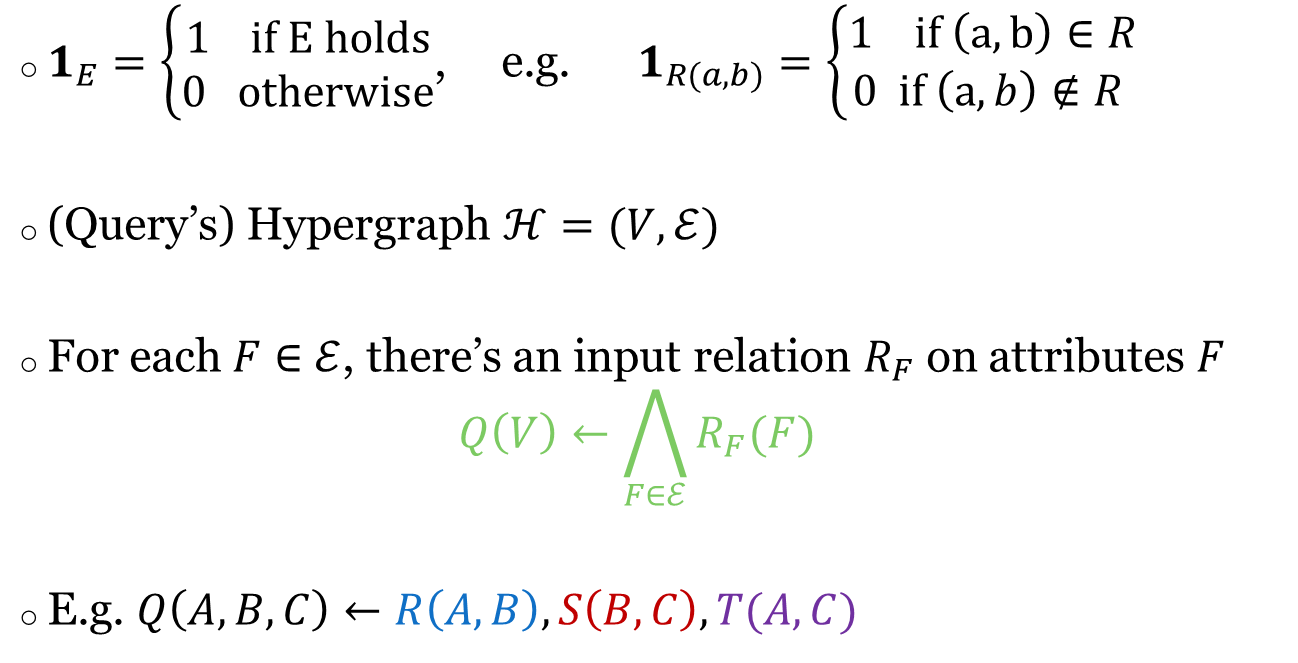 ○ 𝟏_E = {1 if E holds; 0 otherwise, e.g. 𝟏_{R(a,b)} = {1 if (a, b) ∈ R; 0 if (a, b) ∉ R
○ (Query’s) Hypergraph ℋ = (V, ℰ)
○ For each F ∈ ℰ, there’s an input relation R_F on attributes F
Q(V) ← ⋀_{F∈ℰ} R_F(F)
○ E.g. Q(A, B, C) ← R(A, B), S(B, C), T(A, C)